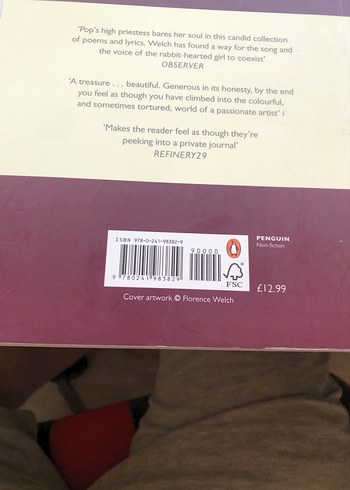 'Pop's high priestess bares her soul in this candid collection
of poems and lyrics. Welch has found a way for the song and
the voice of the rabbit-hearted girl to coexist'
OBSERVER
'A treasure . . . beautiful. Generous in its honesty, by the end
you feel as though you have climbed into the colourful,
and sometimes tortured, world of a passionate artist' i
'Makes the reader feel as though they're
peeking into a private journal'
REFINERY29
ISBN 978-0-241-98382-9
90000
9 780241 983829
FSC
PENGUIN
Non-fiction
£12.99
Cover artwork © Florence Welch